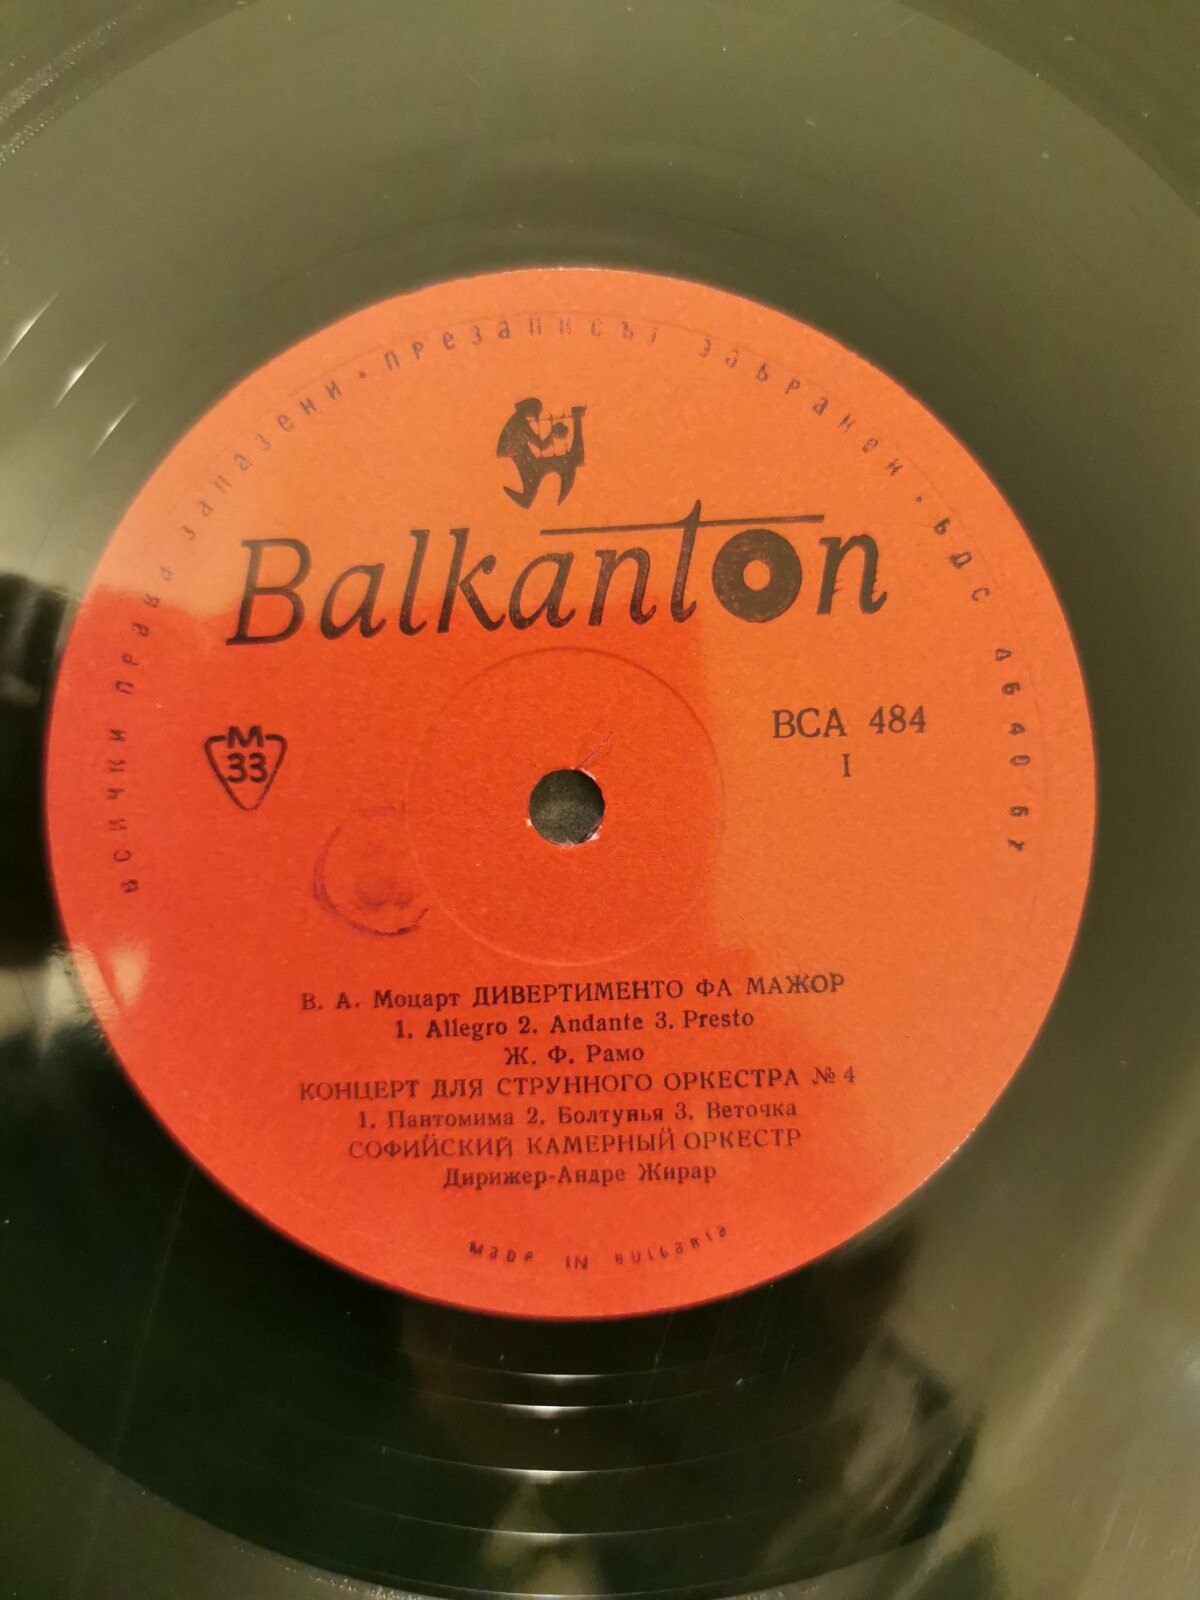 всички права запазени • презаписът забранен • БДС 4640 62
Balkanton
М
33
ВСА 484
I
В. А. Моцарт ДИВЕРТИМЕНТО ФА МАЖОР
1. Allegro 2. Andante 3. Presto
Ж. Ф. Рамо
КОНЦЕРТ ДЛЯ СТРУННОГО ОРКЕСТРА № 4
1. Пантомима 2. Болтунья 3. Веточка
СОФИЙСКИЙ КАМЕРНЫЙ ОРКЕСТР
Дирижер-Андре Жирар
made in bulgaria